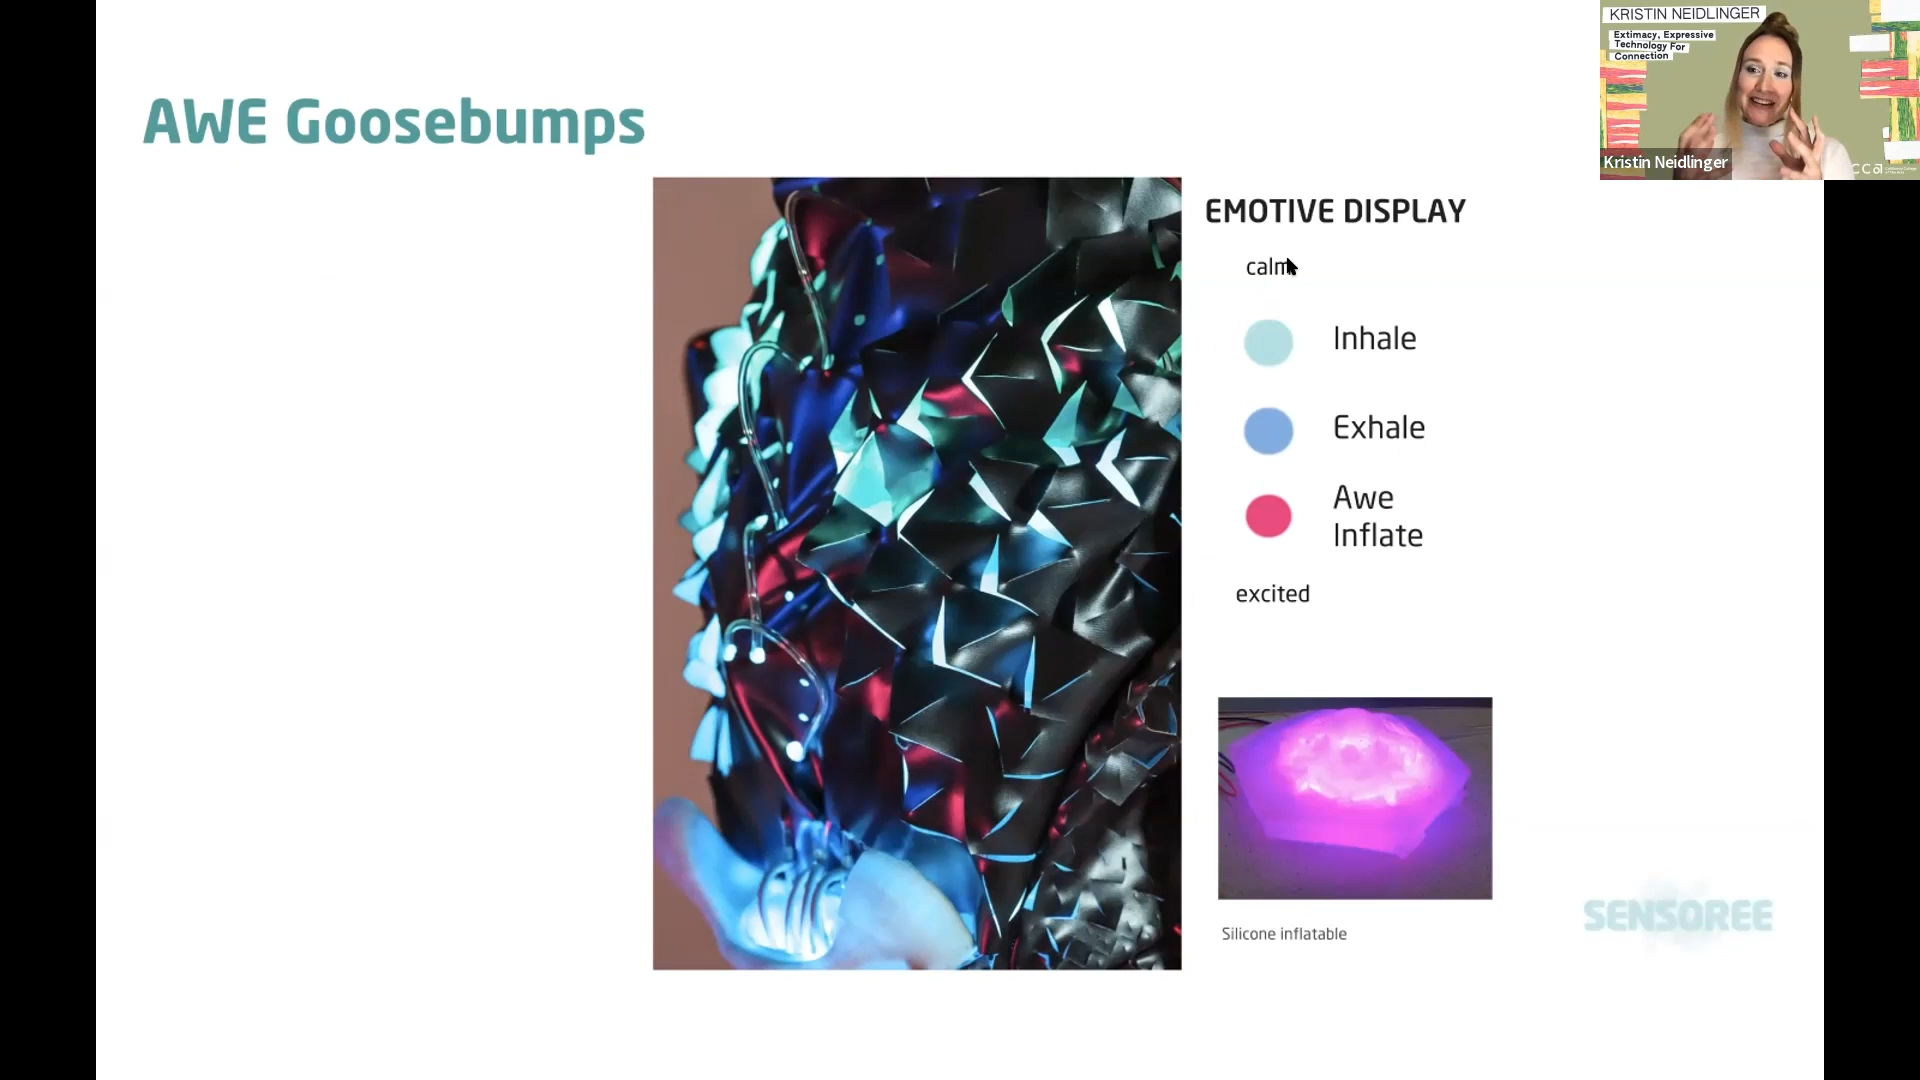 AWE Goosebumps
EMOTIVE DISPLAY
calm
Inhale
Exhale
Awe
Inflate
excited
Silicone inflatable
SENSOREE
KRISTIN NEIDLINGER
Extimacy, Expressive
Technology For
Connection
Kristin Neidlinger
cca